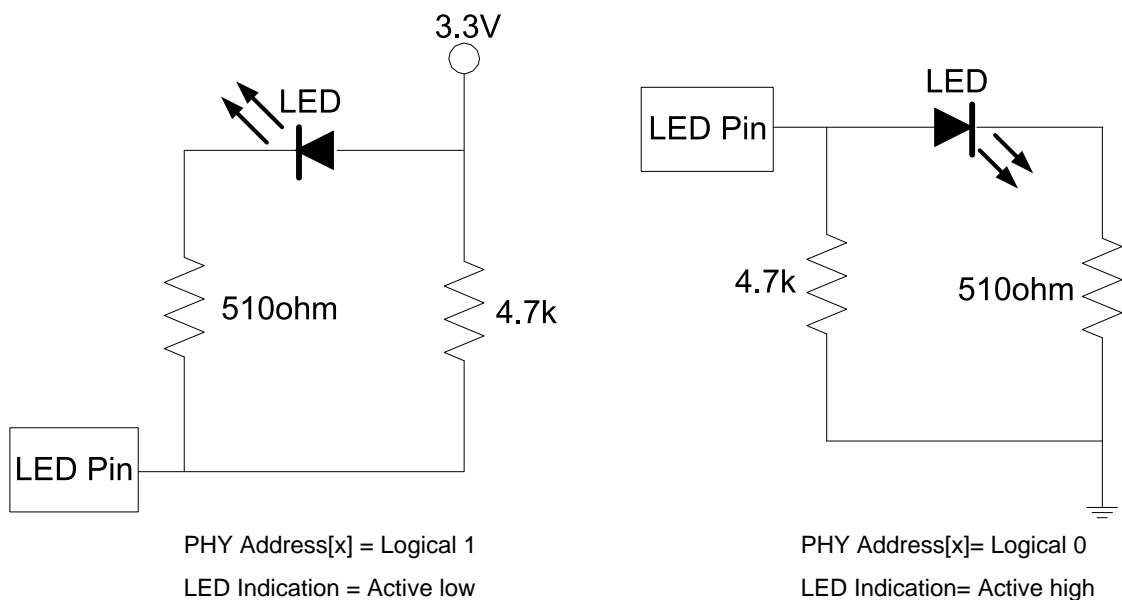 3.3V
LED
510ohm
4.7k
LED Pin
PHY Address[x] = Logical 1
LED Indication = Active low
LED
LED Pin
4.7k
510ohm
PHY Address[x]= Logical 0
LED Indication= Active high